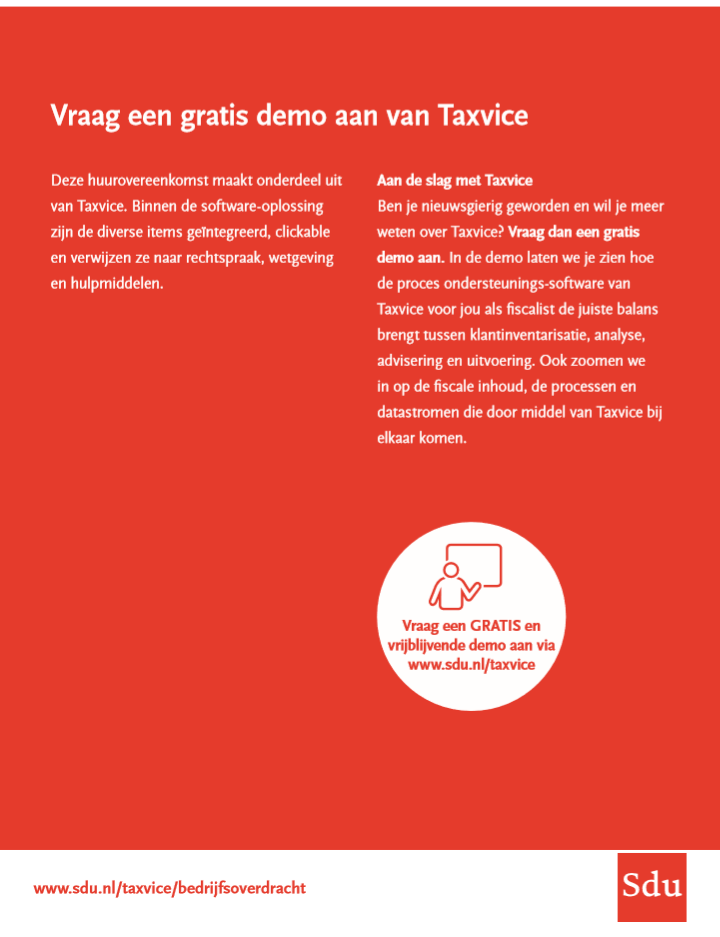 Vraag een gratis demo aan van Taxvice
Deze huurovereenkomst maakt onderdeel uit
van Taxvice. Binnen de software-oplossing
zijn de diverse items geïntegreerd, clickable
en verwijzen ze naar rechtspraak, wetgeving
en hulpmiddelen.
Aan de slag met Taxvice
Ben je nieuwsgierig geworden en wil je meer
weten over Taxvice? Vraag dan een gratis
demo aan. In de demo laten we je zien hoe
de proces ondersteunings-software van
Taxvice voor jou als fiscalist de juiste balans
brengt tussen klantinventarisatie, analyse,
advisering en uitvoering. Ook zoomen we
in op de fiscale inhoud, de processen en
datastromen die door middel van Taxvice bij
elkaar komen.
Vraag een GRATIS en
vrijblijvende demo aan via
www.sdu.nl/taxvice
www.sdu.nl/taxvice/bedrijfsoverdracht
Sdu